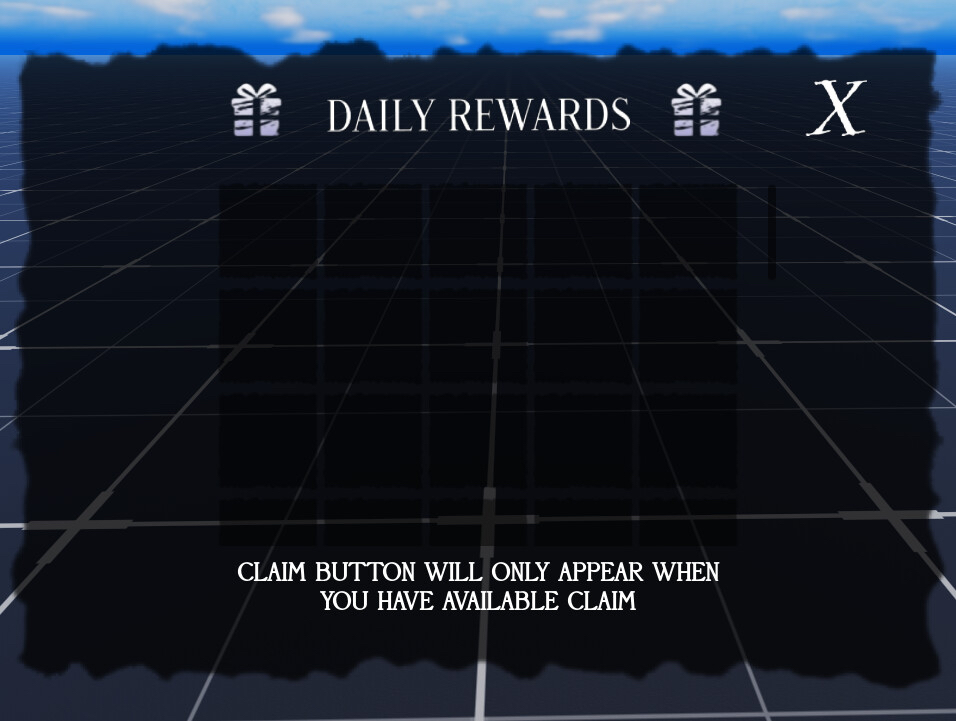 DAILY REWARDS
X
CLAIM BUTTON WILL ONLY APPEAR WHEN
YOU HAVE AVAILABLE CLAIM